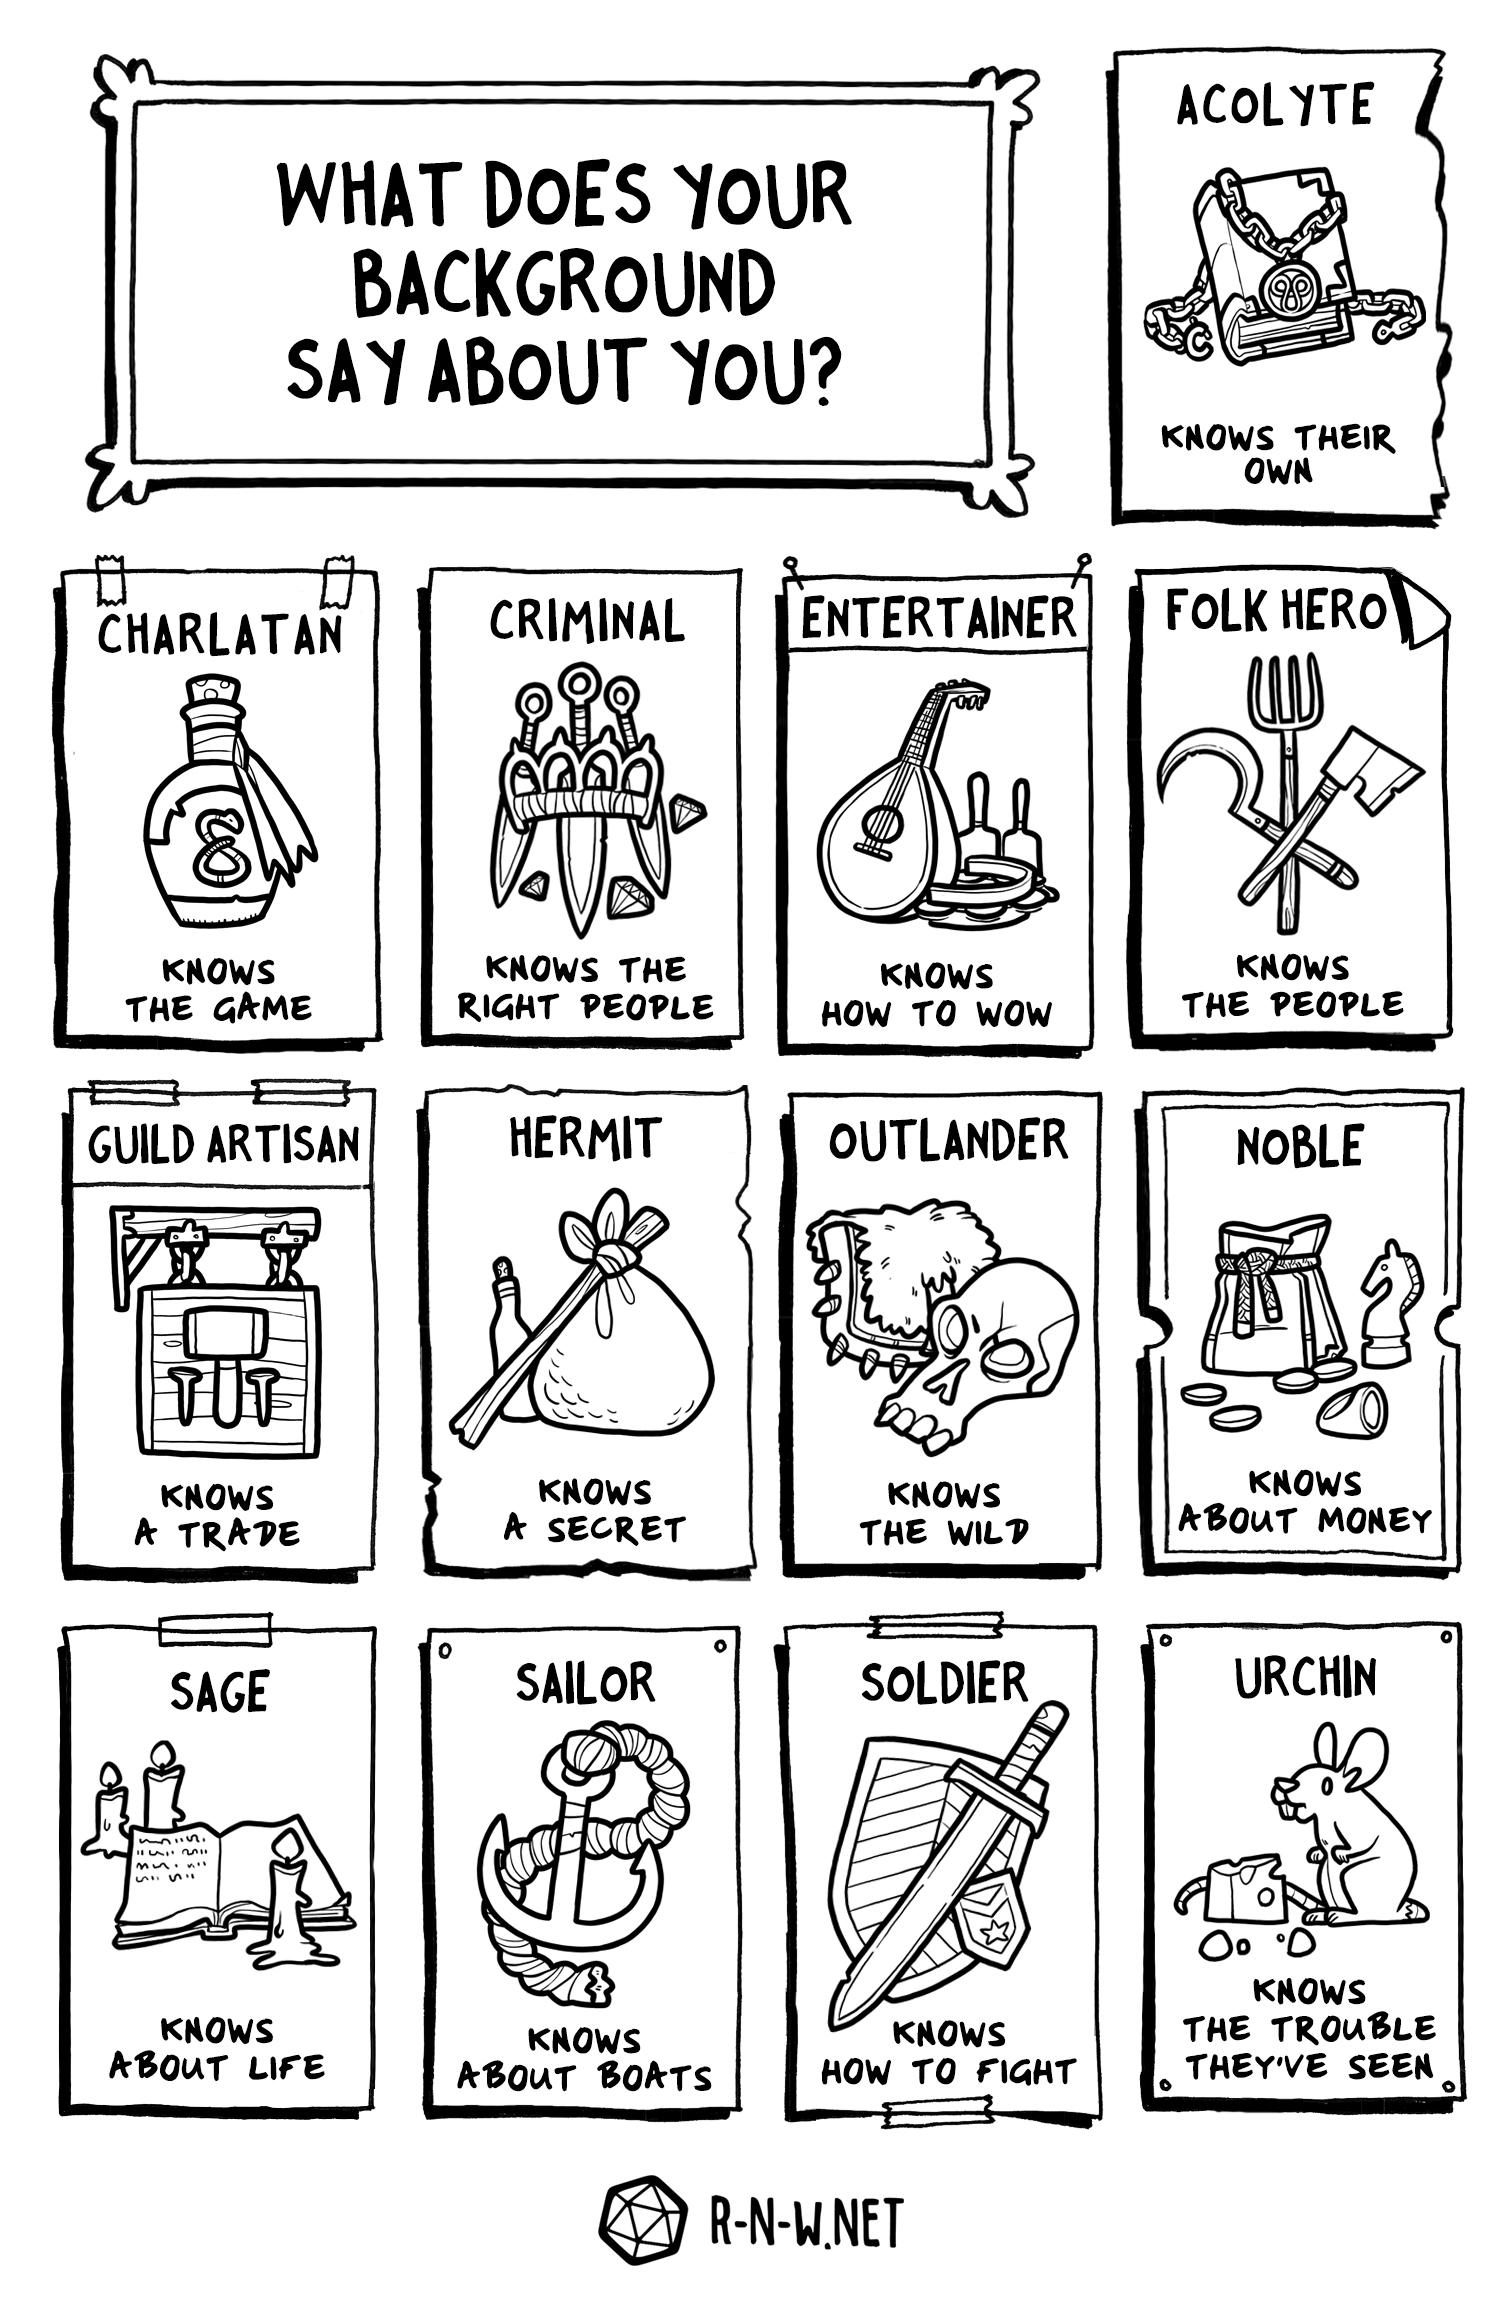 WHAT DOES YOUR
BACKGROUND
SAY ABOUT YOU?
ACOLYTE
KNOWS THEIR
OWN
CHARLATAN
KNOWS
THE GAME
CRIMINAL
KNOWS THE
RIGHT PEOPLE
ENTERTAINER
KNOWS
HOW TO WOW
FOLK HERO
KNOWS
THE PEOPLE
GUILD ARTISAN
KNOWS
A TRADE
HERMIT
KNOWS
A SECRET
OUTLANDER
KNOWS
THE WILD
NOBLE
KNOWS
ABOUT MONEY
SAGE
KNOWS
ABOUT LIFE
SAILOR
KNOWS
ABOUT BOATS
SOLDIER
KNOWS
HOW TO FIGHT
URCHIN
KNOWS
THE TROUBLE
THEY'VE SEEN
R-N-W.NET